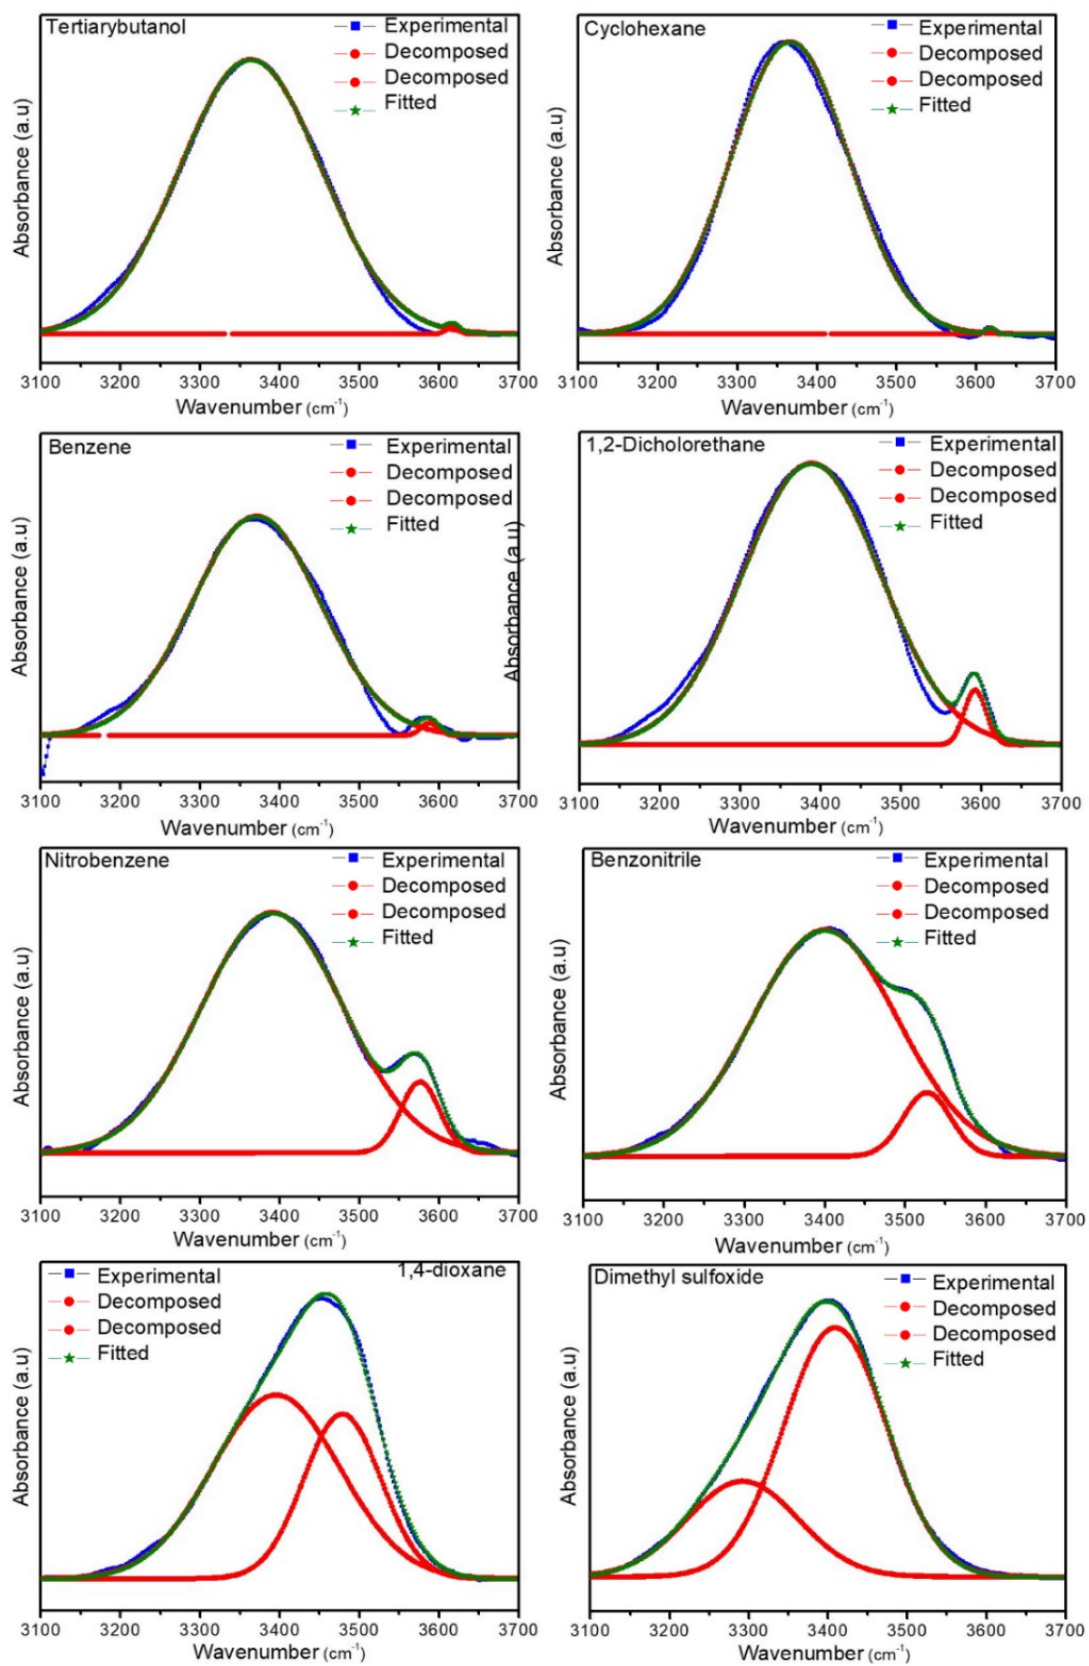 Tertiarybutanol
Experimental
Decomposed
Decomposed
Fitted
Absorbance (a.u)
3100 3200 3300 3400 3500 3600 3700
Wavenumber (cm⁻¹)
Cyclohexane
Experimental
Decomposed
Decomposed
Fitted
Absorbance (a.u)
3100 3200 3300 3400 3500 3600 3700
Wavenumber (cm⁻¹)
Benzene
Experimental
Decomposed
Decomposed
Fitted
Absorbance (a.u)
3100 3200 3300 3400 3500 3600 3700
Wavenumber (cm⁻¹)
1,2-Dicholorethane
Experimental
Decomposed
Decomposed
Fitted
Absorbance (a.u)
3100 3200 3300 3400 3500 3600 3700
Wavenumber (cm⁻¹)
Nitrobenzene
Experimental
Decomposed
Decomposed
Fitted
Absorbance (a.u)
3100 3200 3300 3400 3500 3600 3700
Wavenumber (cm⁻¹)
Benzonitrile
Experimental
Decomposed
Decomposed
Fitted
Absorbance (a.u)
3100 3200 3300 3400 3500 3600 3700
Wavenumber (cm⁻¹)
1,4-dioxane
Experimental
Decomposed
Decomposed
Fitted
Absorbance (a.u)
3100 3200 3300 3400 3500 3600 3700
Wavenumber (cm⁻¹)
Dimethyl sulfoxide
Experimental
Decomposed
Decomposed
Fitted
Absorbance (a.u)
3100 3200 3300 3400 3500 3600 3700
Wavenumber (cm⁻¹)